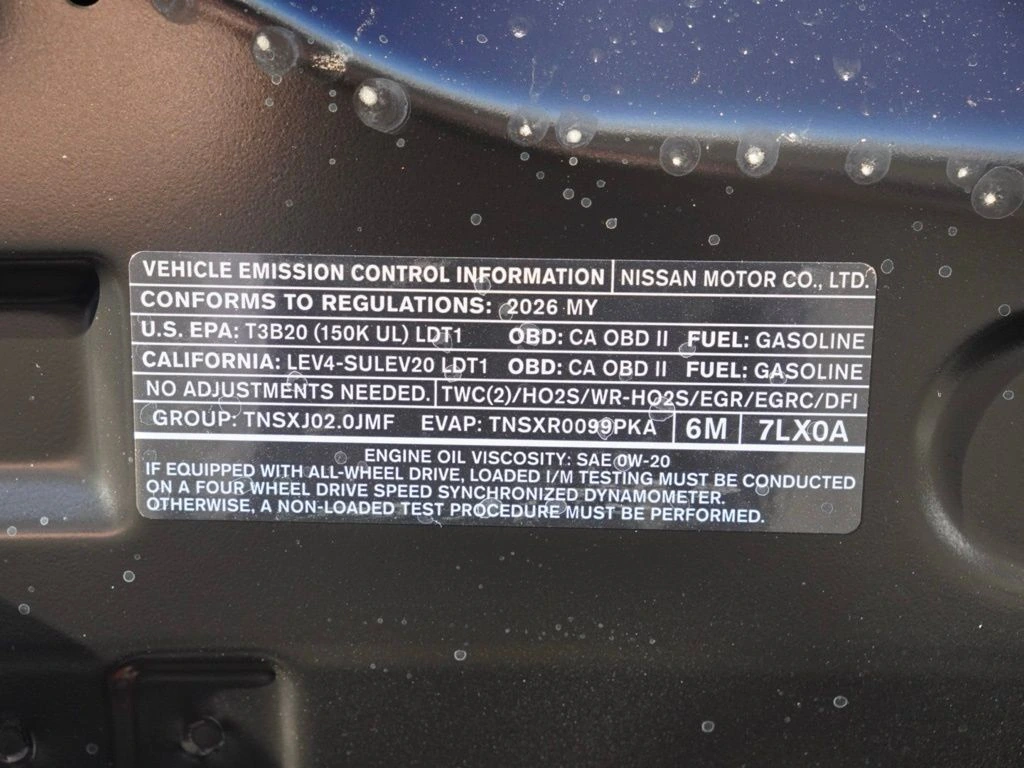 VEHICLE EMISSION CONTROL INFORMATION NISSAN MOTOR CO., LTD.
CONFORMS TO REGULATIONS: 2026 MY
U.S. EPA: T3B20 (150K UL) LDT1 OBD: CA OBD II FUEL: GASOLINE
CALIFORNIA: LEV4-SULEV20 LDT1 OBD: CA OBD II FUEL: GASOLINE
NO ADJUSTMENTS NEEDED. TWC(2)/HO2S/WR-HO2S/EGR/EGRC/DFI
GROUP: TNSXJ02.0JMF EVAP: TNSXR0099PKA 6M 7LX0A
ENGINE OIL VISCOSITY: SAE 0W-20
IF EQUIPPED WITH ALL-WHEEL DRIVE, LOADED I/M TESTING MUST BE CONDUCTED
ON A FOUR WHEEL DRIVE SPEED SYNCHRONIZED DYNAMOMETER.
OTHERWISE, A NON-LOADED TEST PROCEDURE MUST BE PERFORMED.